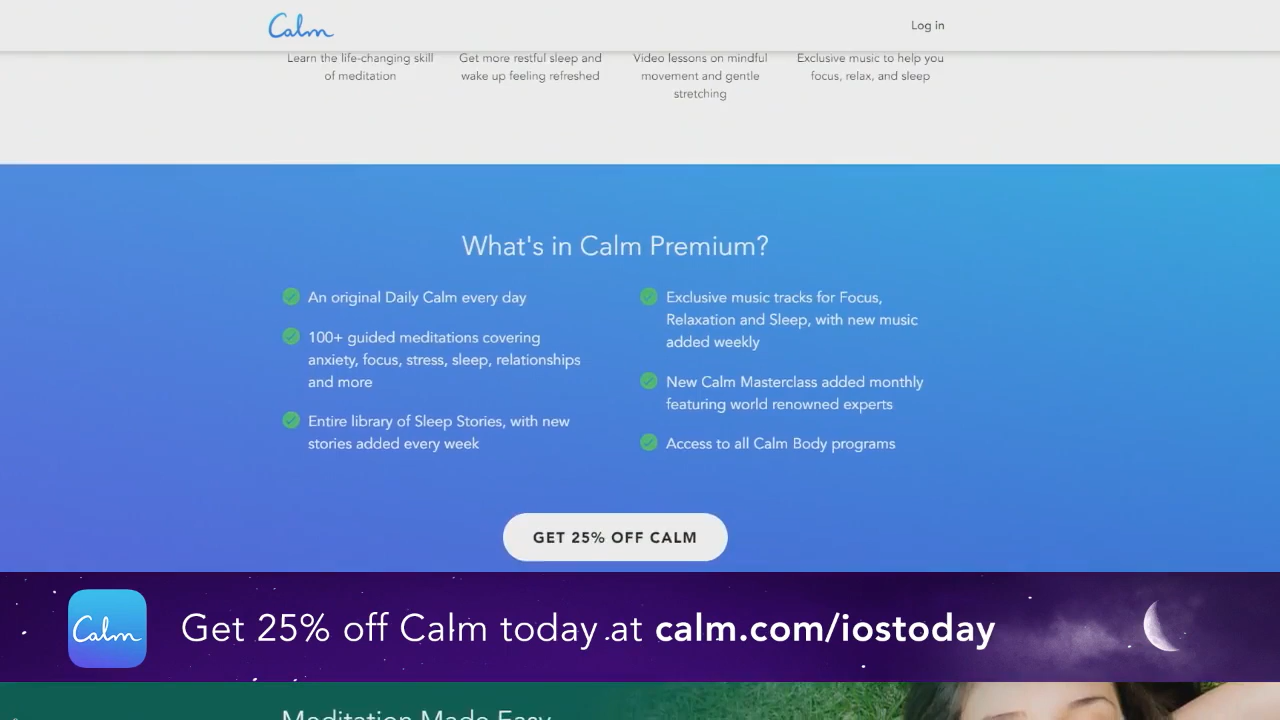 Calm
Log in
Learn the life-changing skill
of meditation
Get more restful sleep and
wake up feeling refreshed
Video lessons on mindful
movement and gentle
stretching
Exclusive music to help you
focus, relax, and sleep
What's in Calm Premium?
An original Daily Calm every day
100+ guided meditations covering
anxiety, focus, stress, sleep, relationships
and more
Entire library of Sleep Stories, with new
stories added every week
Exclusive music tracks for Focus,
Relaxation and Sleep, with new music
added weekly
New Calm Masterclass added monthly
featuring world renowned experts
Access to all Calm Body programs
GET 25% OFF CALM
Calm
Get 25% off Calm today at calm.com/iostoday
Meditation Made Easy